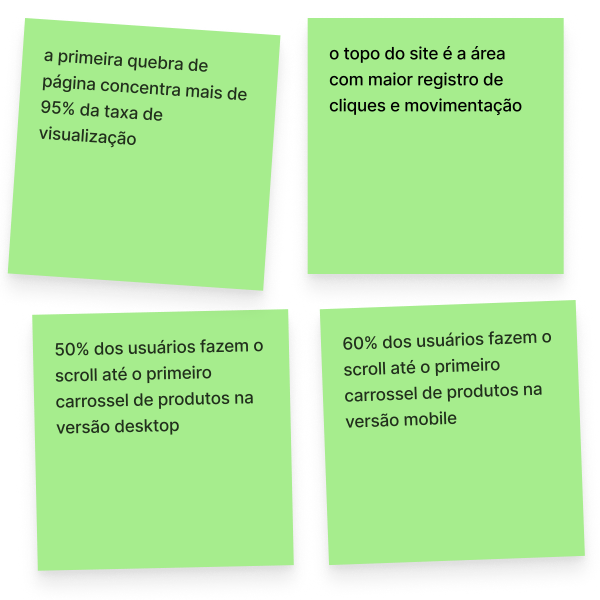 a primeira quebra de
página concentra mais de
95% da taxa de
visualização
o topo do site é a área
com maior registro de
cliques e movimentação
50% dos usuários fazem o
scroll até o primeiro
carrossel de produtos na
versão desktop
60% dos usuários fazem o
scroll até o primeiro
carrossel de produtos na
versão mobile